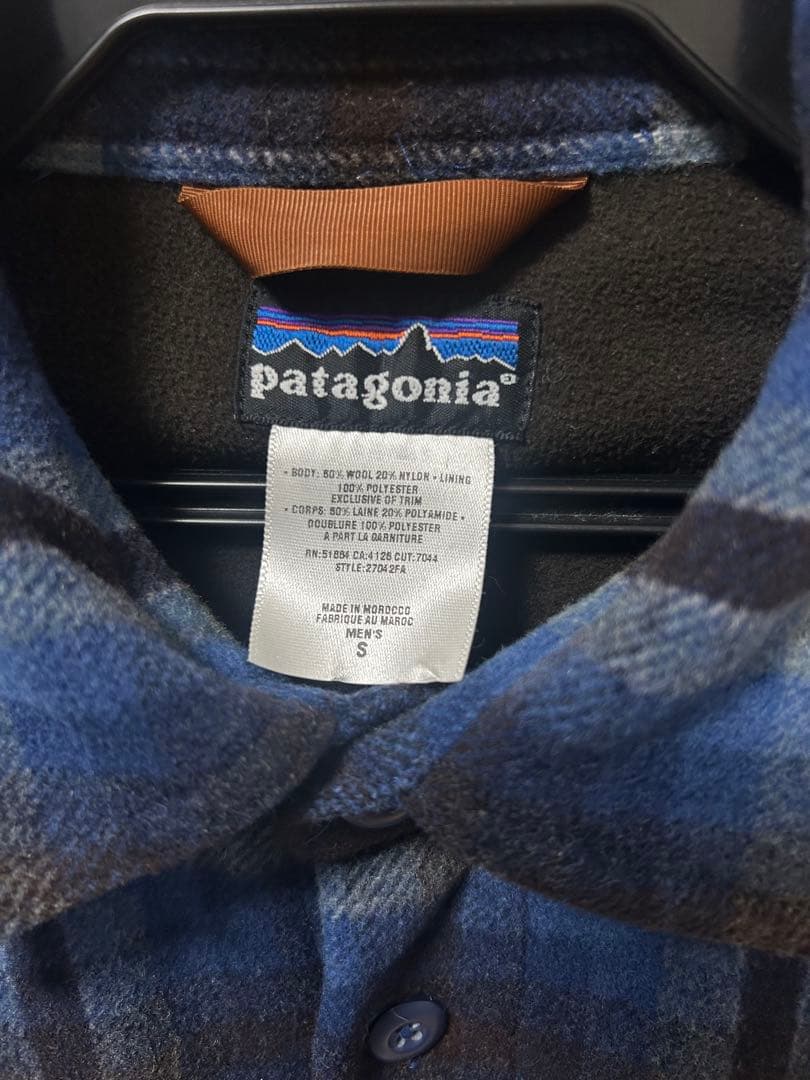 patagonia®
• BODY: 80% WOOL 20% NYLON • LINING
100% POLYESTER
EXCLUSIVE OF TRIM
• CORPS: 80% LAINE 20% POLYAMIDE •
DOUBLURE 100% POLYESTER
A PART LA GARNITURE
RN:51884 CA:4126 CUT:7044
STYLE:27042FA
MADE IN MOROCCO
FABRIQUE AU MAROC
MEN'S
S